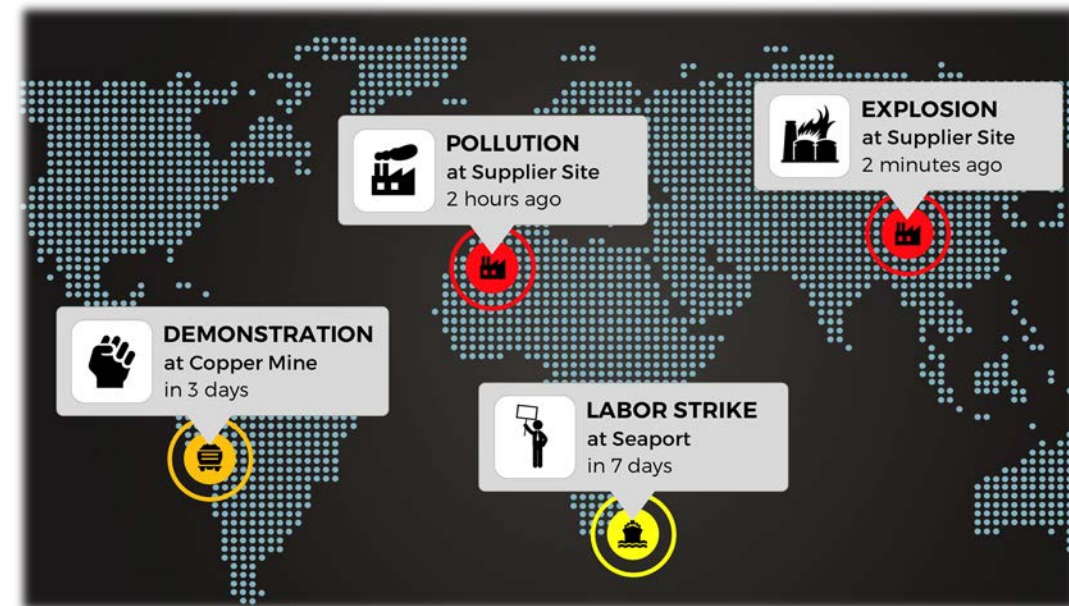 EXPLOSION
at Supplier Site
2 minutes ago
POLLUTION
at Supplier Site
2 hours ago
DEMONSTRATION
at Copper Mine
in 3 days
LABOR STRIKE
at Seaport
in 7 days